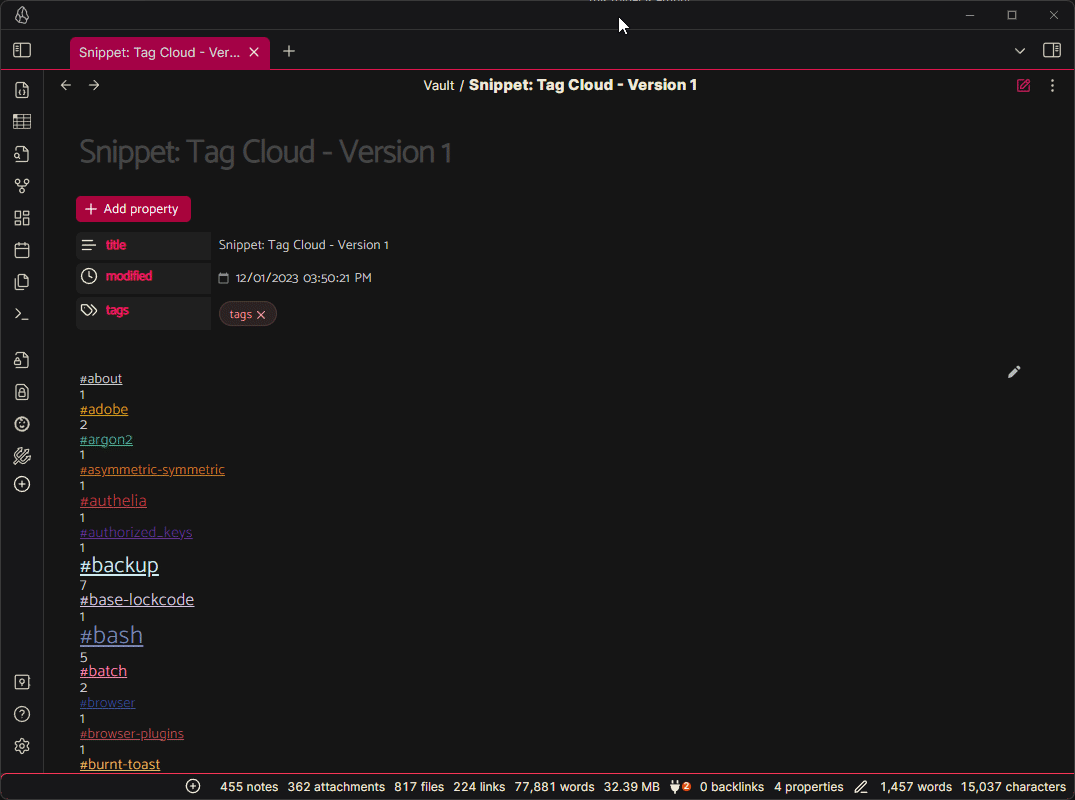 Snippet: Tag Cloud - Ver...
Vault / Snippet: Tag Cloud - Version 1
Snippet: Tag Cloud - Version 1
Add property
title Snippet: Tag Cloud - Version 1
modified 12/01/2023 03:50:21 PM
tags tags
#about
1
#adobe
2
#argon2
1
#asymmetric-symmetric
1
#authelia
1
#authorized_keys
1
#backup
7
#base-lockcode
1
#bash
5
#batch
2
#browser
1
#browser-plugins
1
#burnt-toast
455 notes 362 attachments 817 files 224 links 77,881 words 32.39 MB 2 0 backlinks 4 properties 1,457 words 15,037 characters